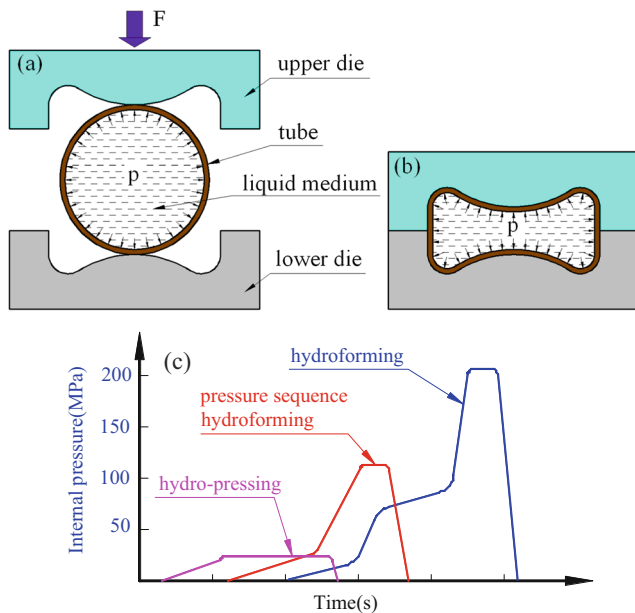 F
(a)
upper die
tube
p
liquid medium
lower die
(b)
p
(c)
Internal pressure(MPa)
200
150
100
50
hydroforming
pressure sequence
hydroforming
hydro-pressing
Time(s)